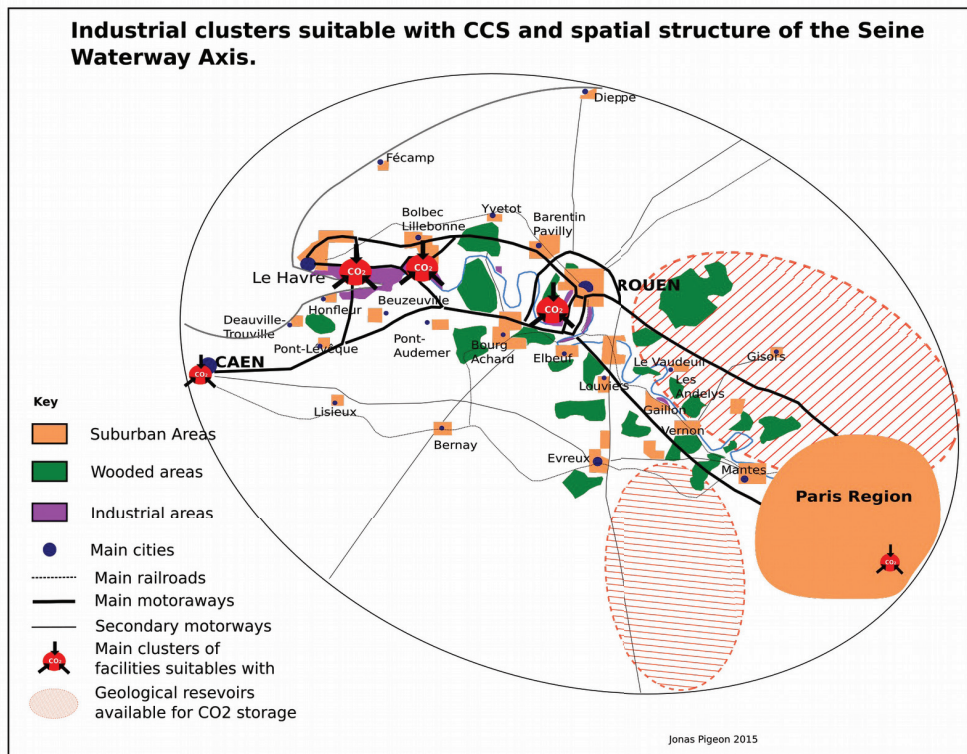 Industrial clusters suitable with CCS and spatial structure of the Seine
Waterway Axis.
Dieppe
Fécamp
Yvetot
Bolbec
Lillebonne
Barentin
Pavilly
CO₂
CO₂
Le Havre
ROUEN
CO₂
Honfleur
Beuzeville
Deauville-
Trouville
Pont-Lévêque
Pont-
Audemer
Bourg
Achard
Elbeuf
Le Vaudeuir
Gisors
CAEN
CO₂
Louviers
Les
Andelys
Gaillon
Vernon
Lisieux
Bernay
Evreux
Mantes
Paris Region
CO₂
Key
Suburban Areas
Wooded areas
Industrial areas
Main cities
Main railroads
Main motoraways
Secondary motorways
CO₂
Main clusters of
facilities suitables with
Geological resevoirs
available for CO2 storage
Jonas Pigeon 2015